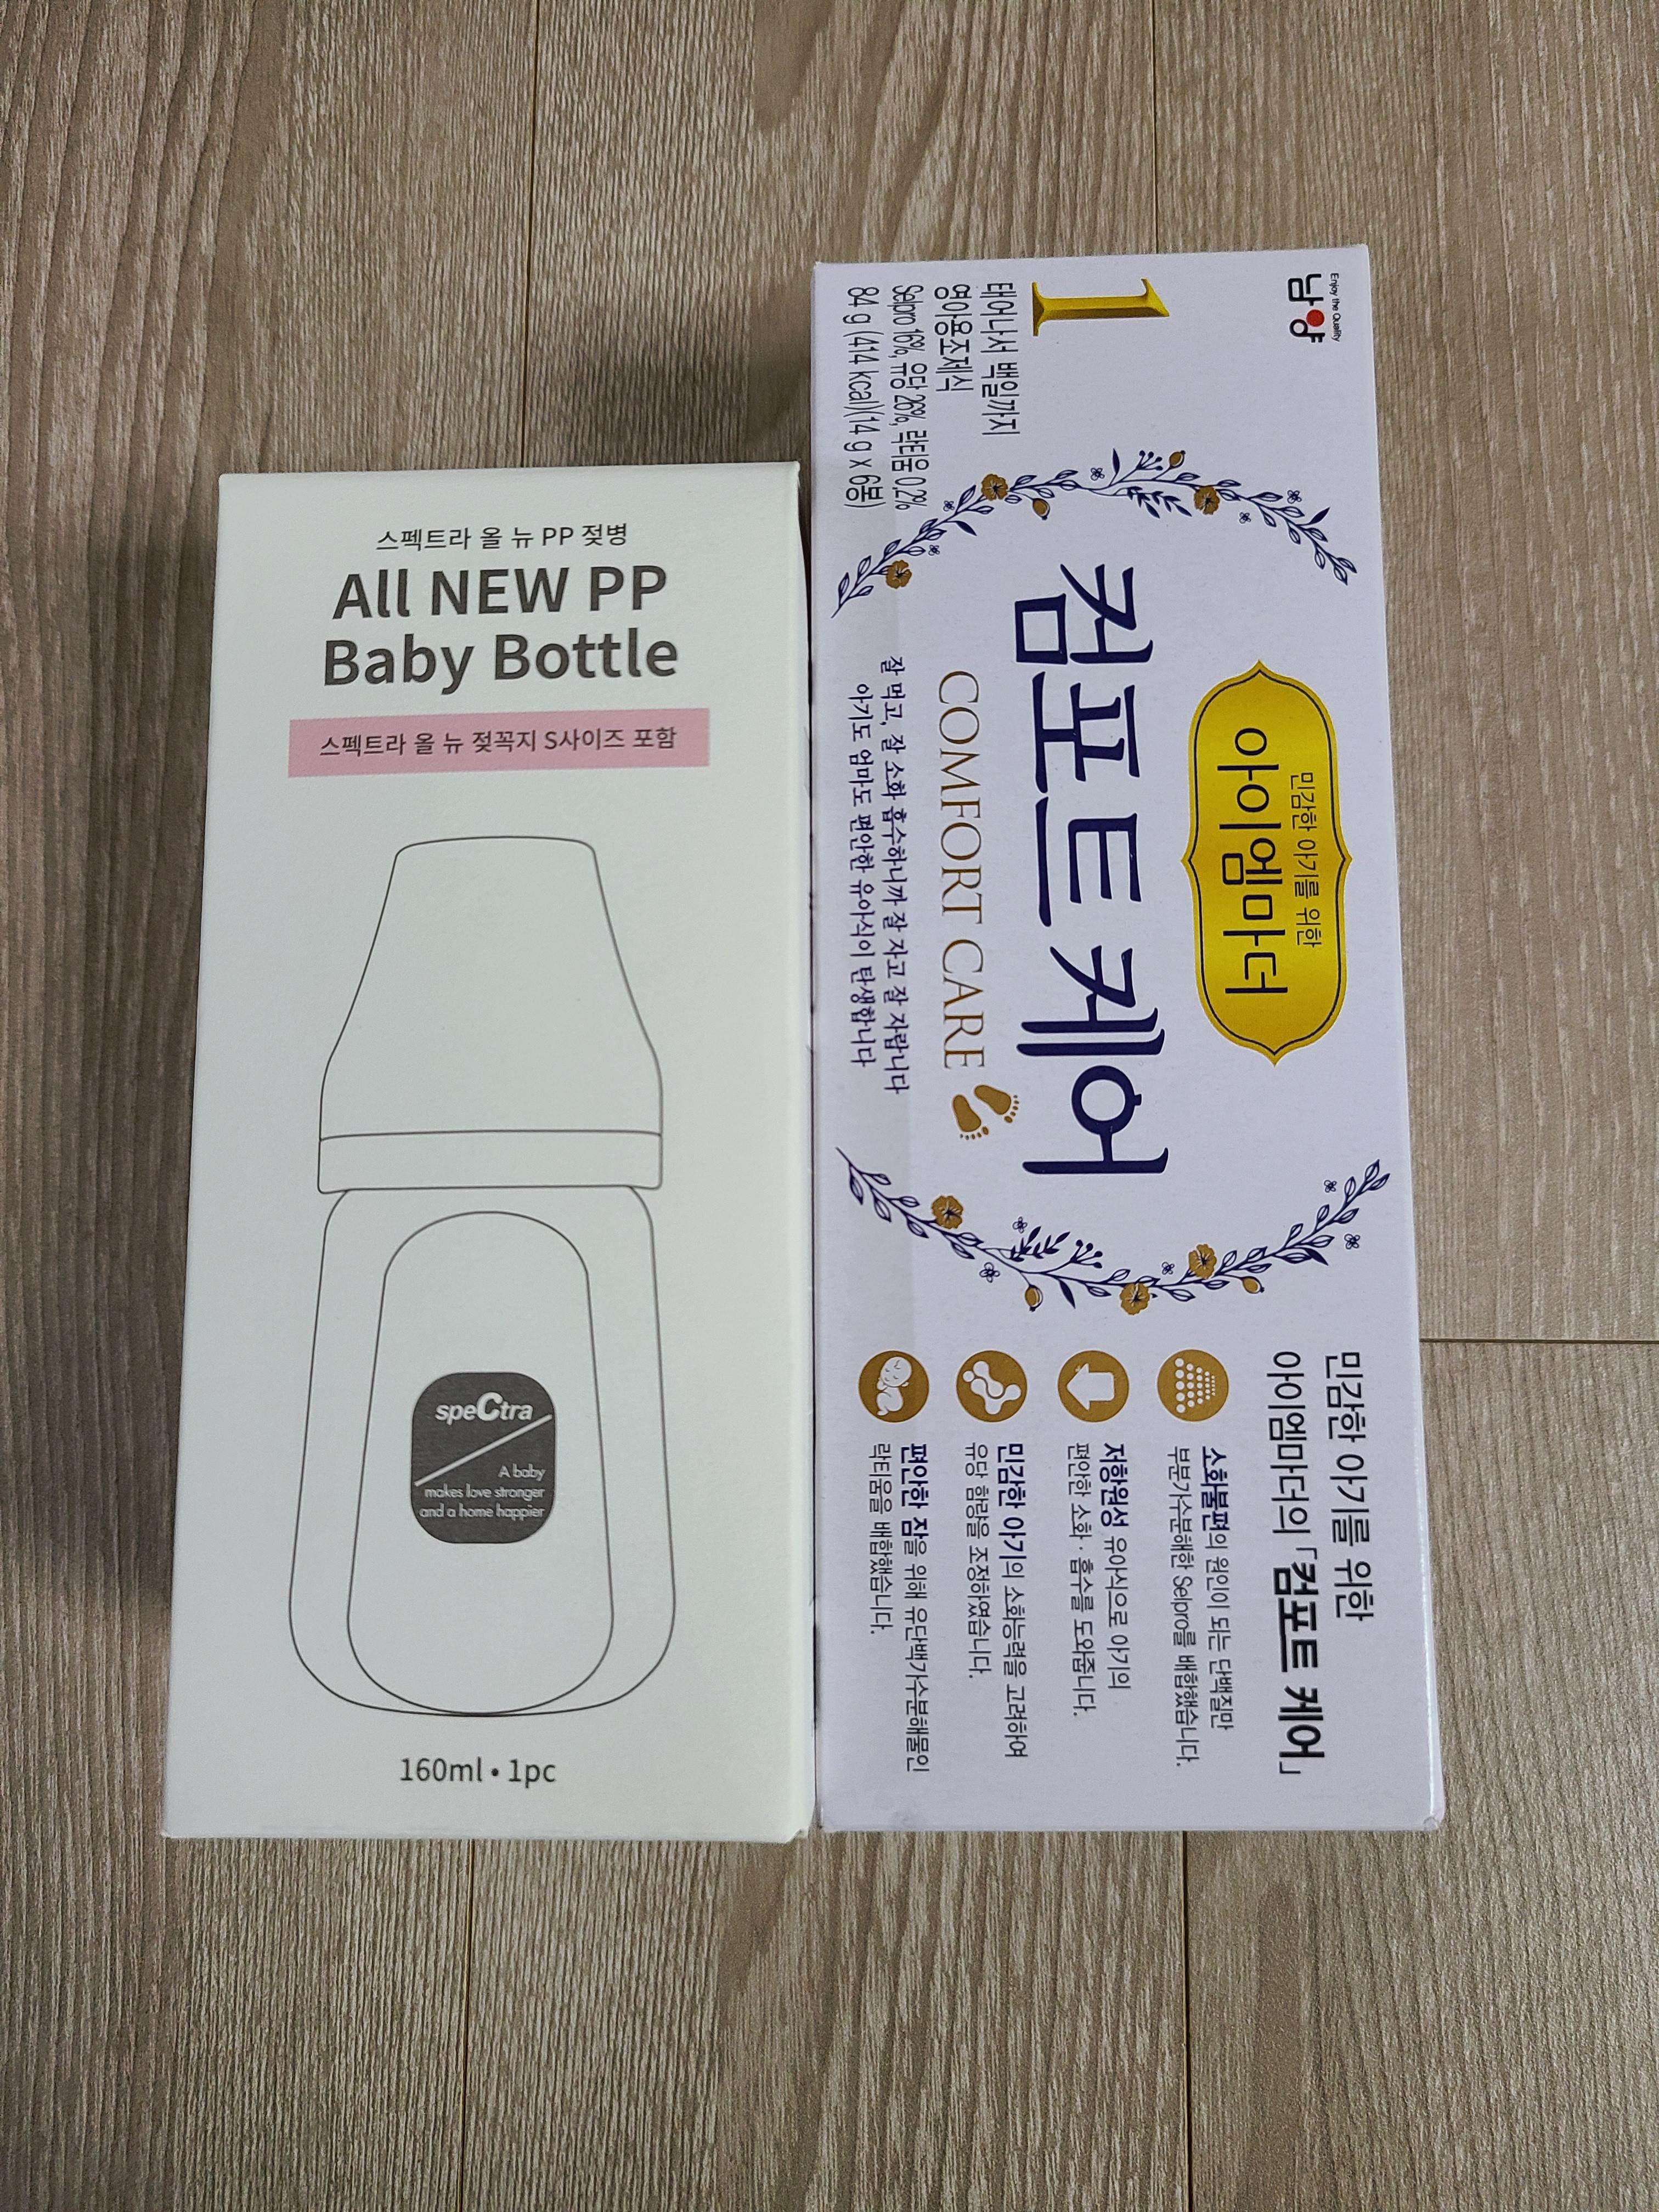 스펙트라 올 뉴 PP 젖병
All NEW PP
Baby Bottle
스펙트라 올 뉴 젖꼭지 S사이즈 포함
speCtra
A baby
makes love stronger
and a home happier
160ml • 1pc
Enjoy the Quality
남양
1
태어나서 백일까지
영아용조제식
Selpro 16%, 유당 26%, 락티움 0.2%
84 g (414 kcal)(14 g x 6봉)
민감한 아기를 위한
아이엠마더
컴포트 케어
COMFORT CARE
잘 먹고, 잘 소화 흡수하니까 잘 자고 잘 자랍니다
아기도 엄마도 편안한 유아식이 탄생합니다
민감한 아기를 위한
아이엠마더의 「컴포트 케어」
소화불편의 원인이 되는 단백질만
부분가수분해한 Selpro를 배합했습니다.
저항원성 유아식으로 아기의
편안한 소화 · 흡수를 도와줍니다.
민감한 아기의 소화능력을 고려하여
유당 함량을 조정하였습니다.
편안한 잠을 위해 유단백가수분해물인
락티움을 배합했습니다.